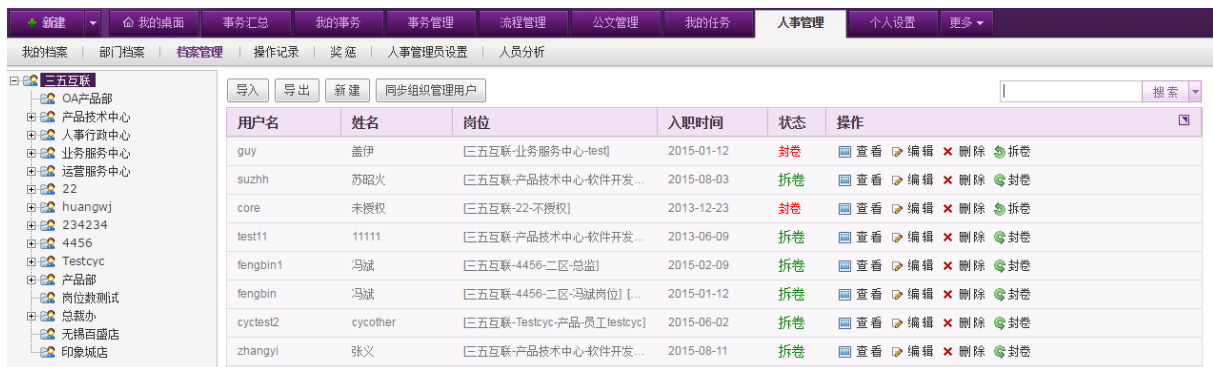 新建 我的桌面 事务汇总 我的事务 事务管理 流程管理 公文管理 我的任务 人事管理 个人设置 更多
我的档案 部门档案 档案管理 操作记录 奖惩 人事管理员设置 人员分析
三五互联
OA产品部
产品技术中心
人事行政中心
业务服务中心
运营服务中心
22
huangwj
234234
4456
Testcyc
产品部
岗位数测试
总裁办
无锡百盛店
印象城店
导入 导出 新建 同步组织管理用户 搜索
用户名 姓名 岗位 入职时间 状态 操作
guy 盖伊 [三五互联-业务服务中心-test] 2015-01-12 封卷 查看 编辑 删除 拆卷
suzhh 苏昭火 [三五互联-产品技术中心-软件开发... 2015-08-03 拆卷 查看 编辑 删除 封卷
core 未授权 [三五互联-22-不授权] 2013-12-23 封卷 查看 编辑 删除 拆卷
test11 11111 [三五互联-产品技术中心-软件开发... 2013-06-09 拆卷 查看 编辑 删除 封卷
fengbin1 冯斌 [三五互联-4456-二区-总监] 2015-02-09 拆卷 查看 编辑 删除 封卷
fengbin 冯斌 [三五互联-4456-二区-冯斌岗位] [... 2015-01-12 拆卷 查看 编辑 删除 封卷
cyctest2 cycother [三五互联-Testcyc-产品-员工testcyc] 2015-06-02 拆卷 查看 编辑 删除 封卷
zhangyi 张义 [三五互联-产品技术中心-软件开发... 2015-08-11 拆卷 查看 编辑 删除 封卷